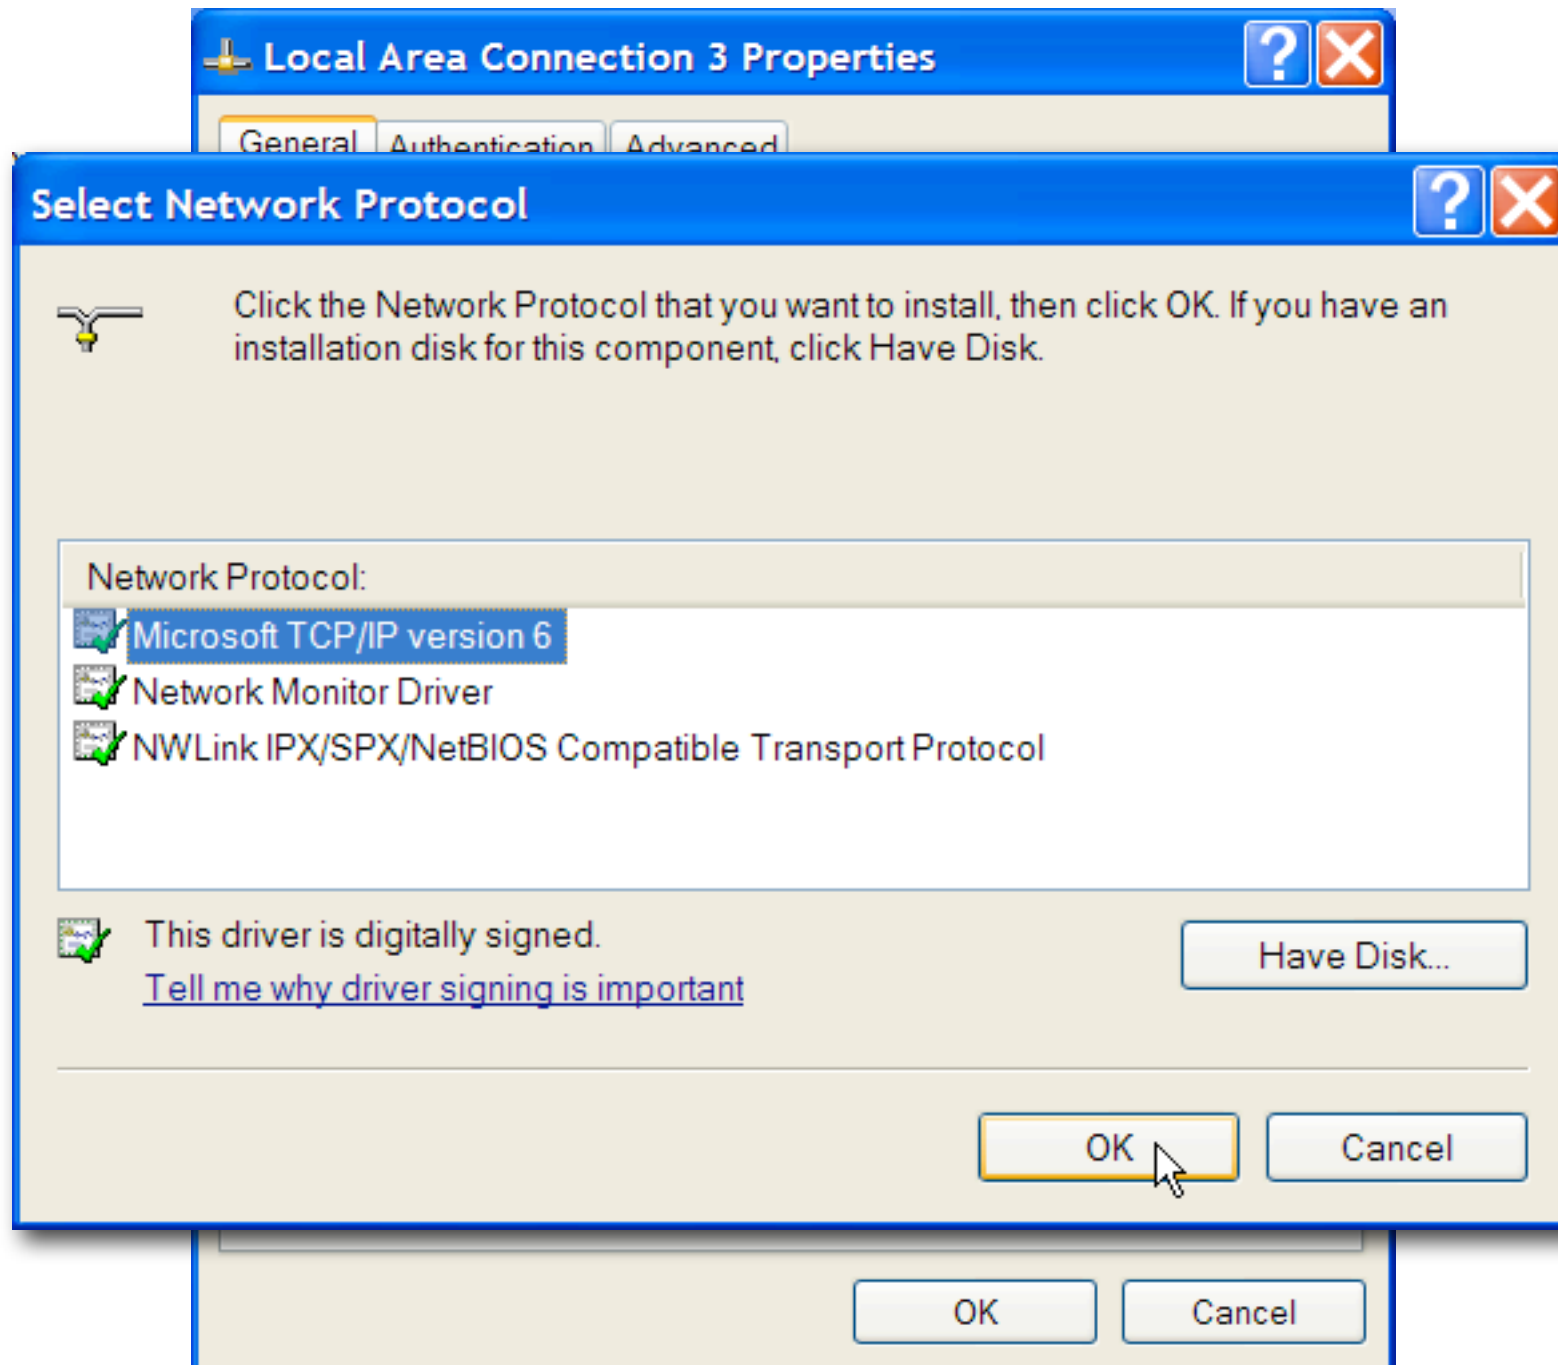 Local Area Connection 3 Properties
General Authentication Advanced
Select Network Protocol
Click the Network Protocol that you want to install, then click OK. If you have an
installation disk for this component, click Have Disk.
Network Protocol:
Microsoft TCP/IP version 6
Network Monitor Driver
NWLink IPX/SPX/NetBIOS Compatible Transport Protocol
This driver is digitally signed.
Have Disk...
Tell me why driver signing is important
OK Cancel
OK Cancel